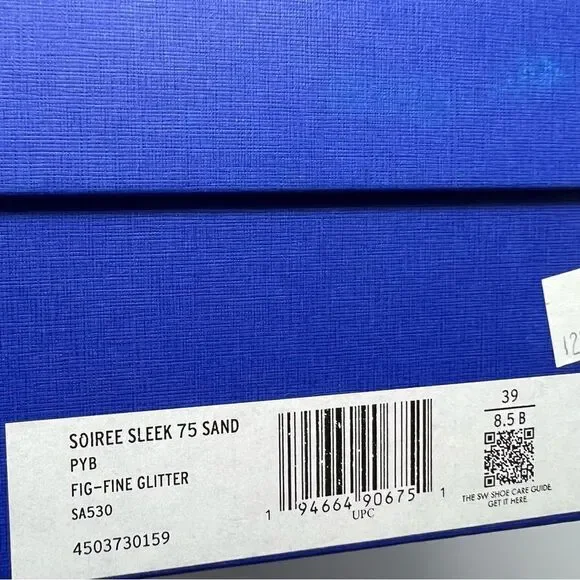 SOIREE SLEEK 75 SAND
PYB
FIG-FINE GLITTER
SA530
4503730159
1 94664 90675 1
UPC
39
8.5 B
THE SW SHOE CARE GUIDE.
GET IT HERE.